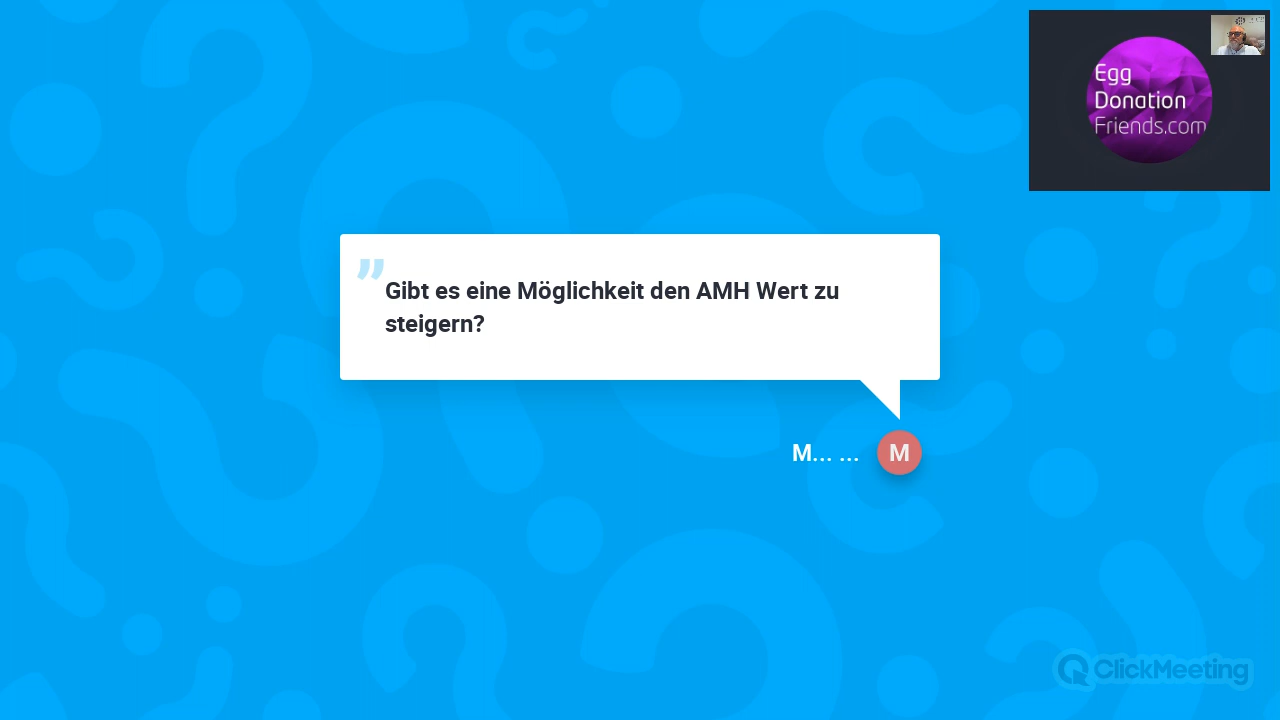 Egg
Donation
Friends.com
”
Gibt es eine Möglichkeit den AMH Wert zu
steigern?
M... ...
M
ClickMeeting